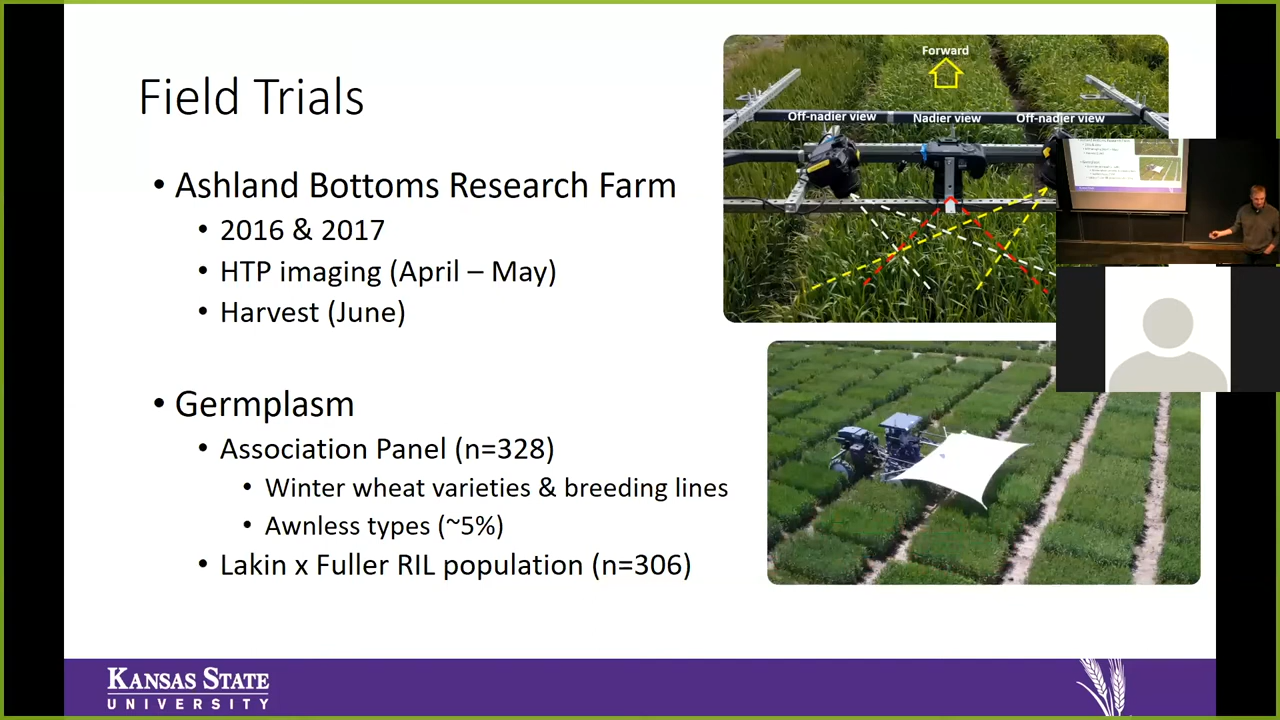 Field Trials
• Ashland Bottoms Research Farm
• 2016 & 2017
• HTP imaging (April – May)
• Harvest (June)
• Germplasm
• Association Panel (n=328)
• Winter wheat varieties & breeding lines
• Awnless types (~5%)
• Lakin x Fuller RIL population (n=306)
Forward
Off-nadier view
Nadier view
Off-nadier view
KANSAS STATE
UNIVERSITY